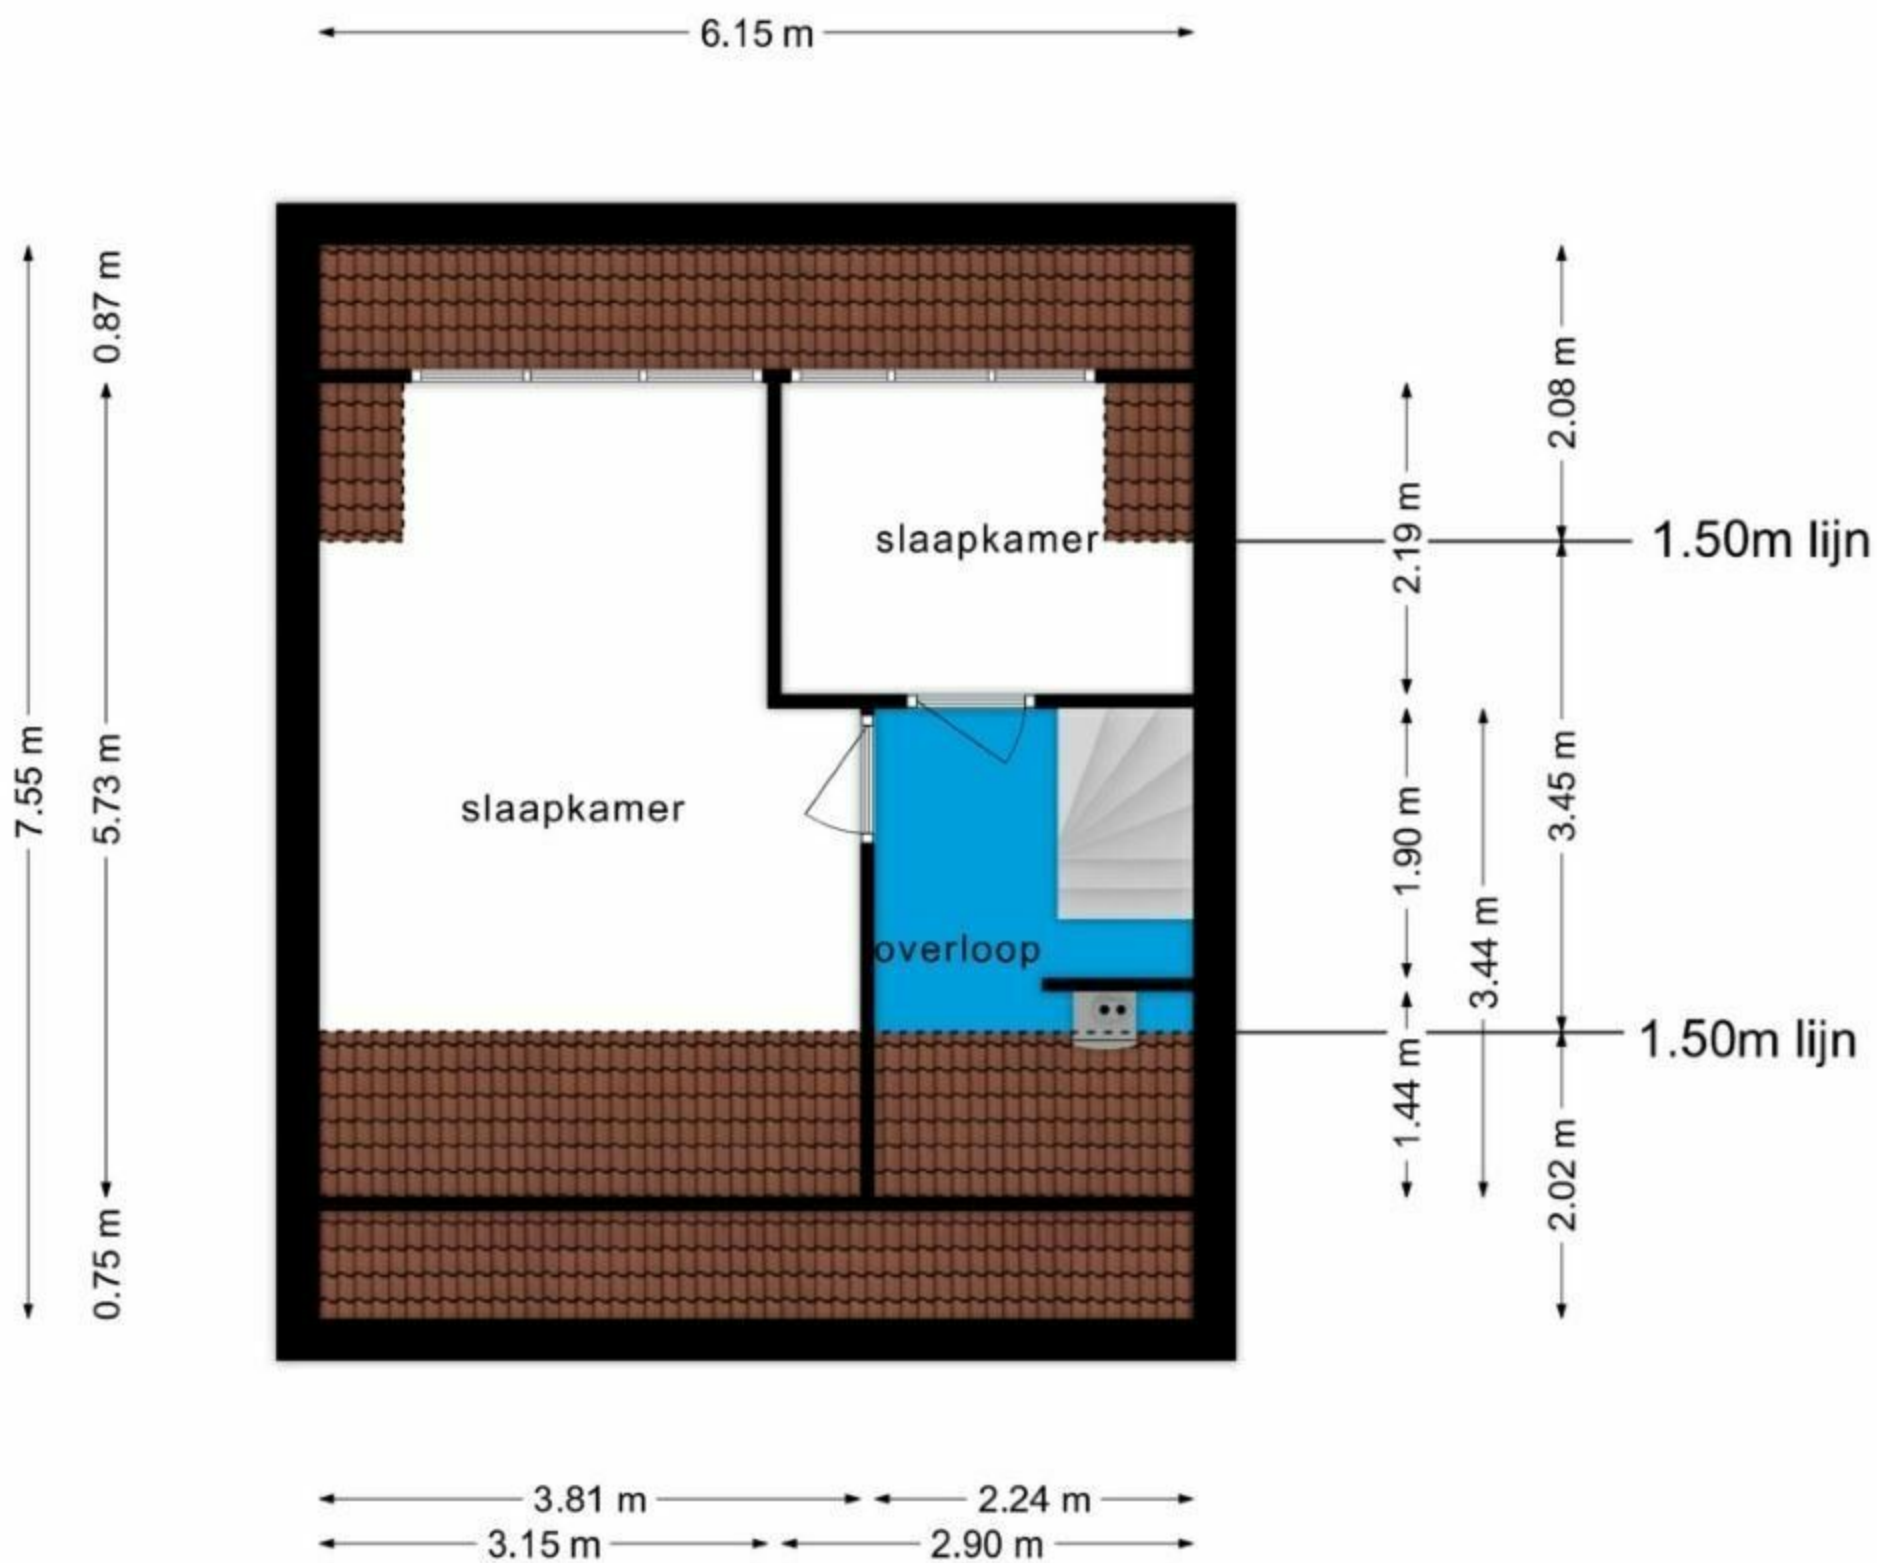 6.15 m
0.87 m
2.08 m
2.19 m
slaapkamer
1.50m lijn
7.55 m
5.73 m
slaapkamer
1.90 m
3.45 m
3.44 m
overloop
1.50m lijn
1.44 m
2.02 m
0.75 m
3.81 m
2.24 m
3.15 m
2.90 m